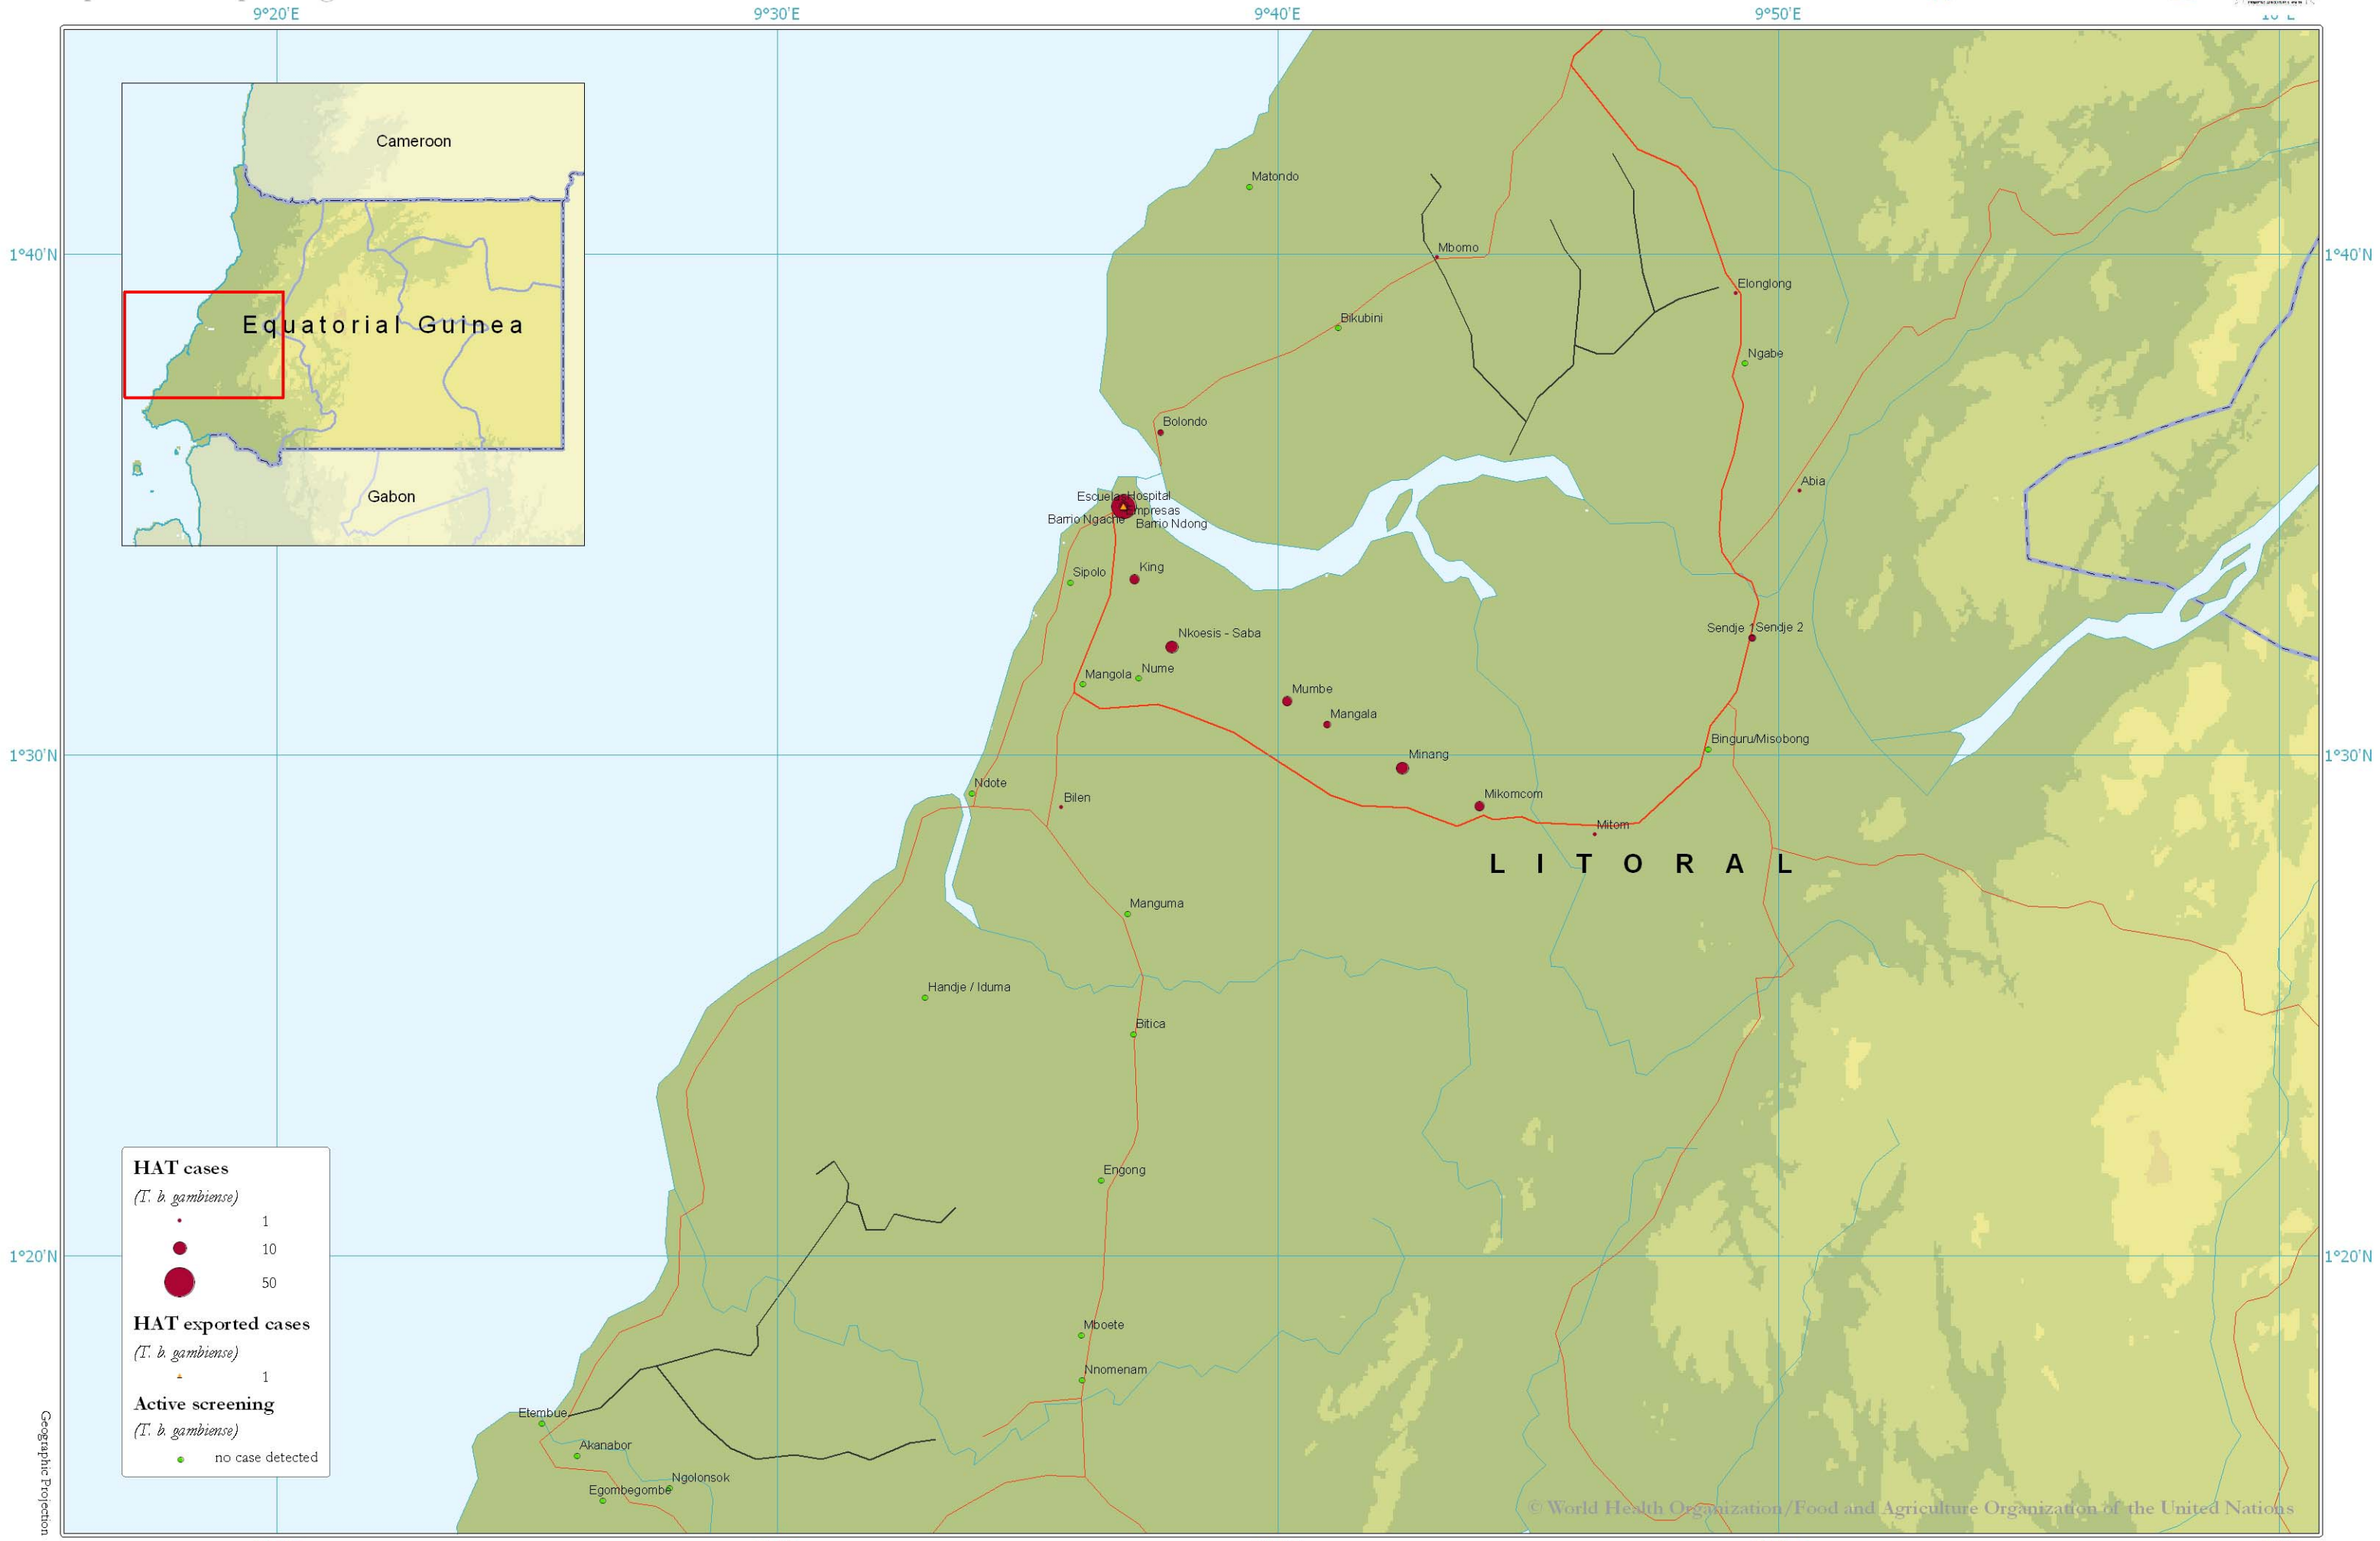 9°20'E
9°30'E
9°40'E
9°50'E
1°40'N
1°40'N
1°30'N
1°30'N
1°20'N
1°20'N
Cameroon
Equatorial Guinea
Gabon
Matondo
Mbomo
Elonglong
Bikubini
Ngabe
Bolondo
Abia
Escuelas
Hospital
Empresas
Barrio Ngache
Barrio Ndong
King
Sipolo
Sendje 1
Sendje 2
Nkoesis - Saba
Nume
Mangola
Mumbe
Mangala
Binguru/Misobong
Minang
Ndote
Bilen
Mikomcom
Mitom
LITORAL
Manguma
Handje / Iduma
Bitica
Engong
Mboete
Nnomenam
Etembue
Akanabor
Ngolonsok
Egombegombe
HAT cases
(T. b. gambiense)
1
10
50
HAT exported cases
(T. b. gambiense)
1
Active screening
(T. b. gambiense)
no case detected
Geographic Projection
© World Health Organization/Food and Agriculture Organization of the United Nations